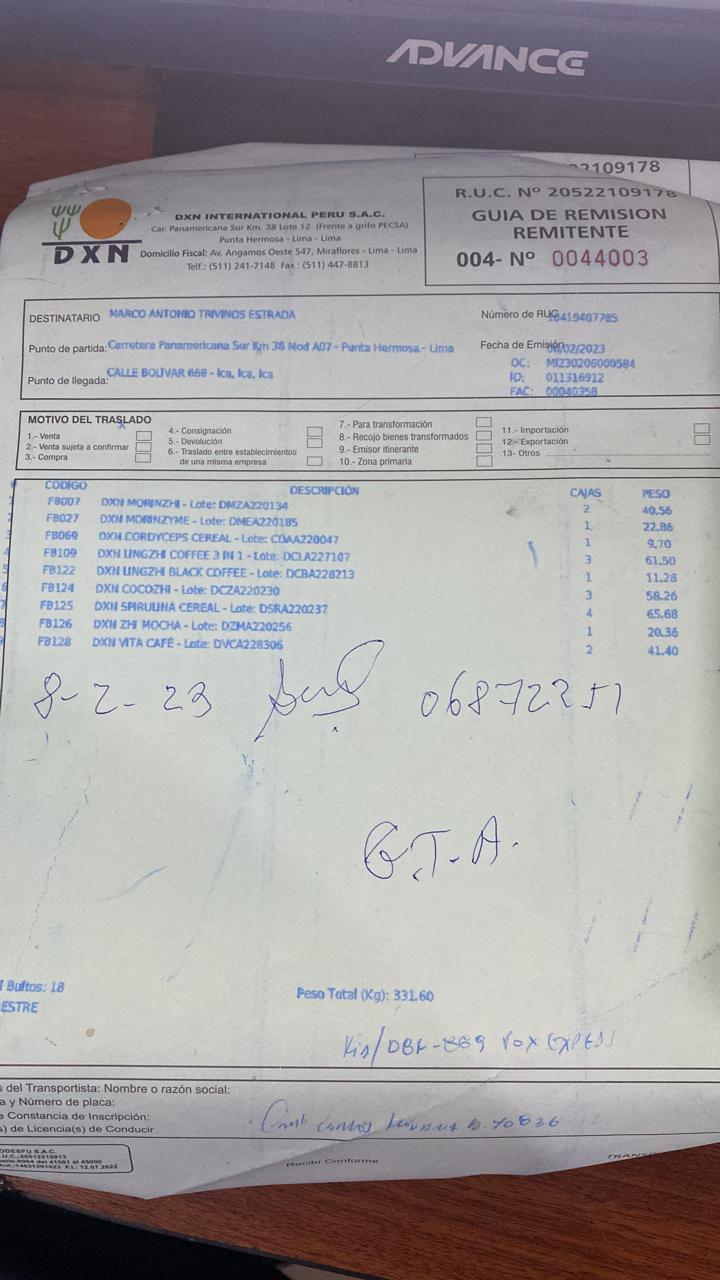 ADVANCE
22109178
R.U.C. Nº 20522109178
GUIA DE REMISION
REMITENTE
004- Nº 0044003
DXN
DXN INTERNATIONAL PERU S.A.C.
Car. Panamericana Sur Km. 38 Lote 12 (Frente a grifo PECSA)
Punta Hermosa - Lima - Lima
Domicilio Fiscal: Av. Angamos Oeste 547, Miraflores - Lima - Lima
Telf.: (511) 241-7148 Fax : (511) 447-8813
DESTINATARIO MARCO ANTONIO TRIVINOS ESTRADA
Número de RUC 10419407785
Punto de partida: Carretera Panamericana Sur Km 38 Mod A07 - Punta Hermosa - Lima
Fecha de Emisión 06/02/2023
Punto de llegada: CALLE BOLIVAR 668 - Ica, Ica, Ica
OC: MI230206000584
ID: 011316912
FAC: 00040358
MOTIVO DEL TRASLADO
1.- Venta
2.- Venta sujeta a confirmar
3.- Compra
4.- Consignación
5.- Devolución
6.- Traslado entre establecimientos
de una misma empresa
7.- Para transformación
8.- Recojo bienes transformados
9.- Emisor itinerante
10.- Zona primaria
11.- Importación
12.- Exportación
13- Otros
CÓDIGO DESCRIPCIÓN CAJAS PESO
FB007 DXN MORINZHI - Lote: DMZA220134 2 40.56
FB027 DXN MORINZYME - Lote: DMEA220185 1 22.86
FB069 DXN CORDYCEPS CEREAL - Lote: CDAA220047 1 9.70
FB109 DXN LINGZHI COFFEE 3 IN 1 - Lote: DCLA227107 3 61.50
FB122 DXN LINGZHI BLACK COFFEE - Lote: DCBA228213 1 11.28
FB124 DXN COCOZHI - Lote: DCZA220230 3 58.26
FB125 DXN SPIRULINA CEREAL - Lote: DSRA220237 4 65.68
FB126 DXN ZHI MOCHA - Lote: DZMA220256 1 20.36
FB128 DXN VITA CAFÉ - Lote: DVCA228306 2 41.40
8-2-23 06872251
G.T.A.
Bultos: 18
Peso Total (Kg): 331.60
ESTRE
Kia/DBF-889 VOX EXPESS
s del Transportista: Nombre o razón social:
a y Número de placa:
e Constancia de Inscripción:
) de Licencia(s) de Conducir
70826
Recibí Conforme